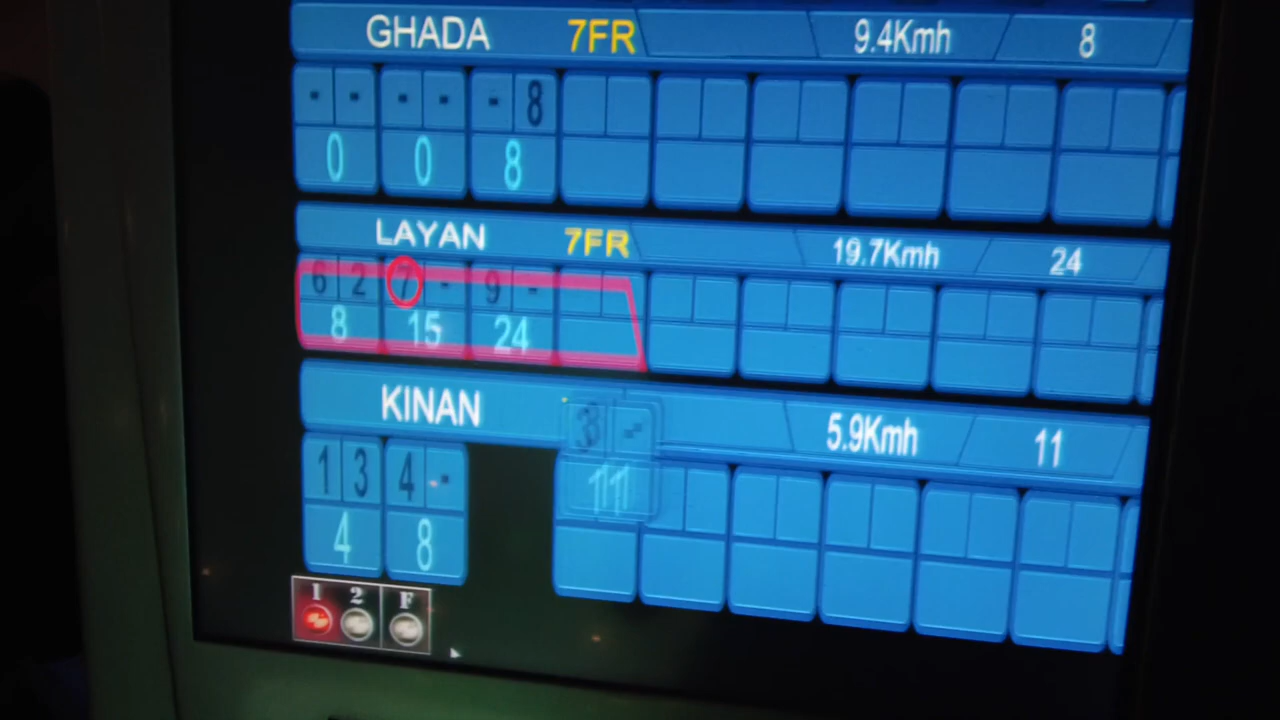 GHADA 7FR 9.4Kmh 8
- - - - - 8
0 0 8
LAYAN 7FR 19.7Kmh 24
6 2 7 - 9 -
8 15 24
KINAN 5.9Kmh 11
1 3 4 - 3 -
4 8 11
1 2 F